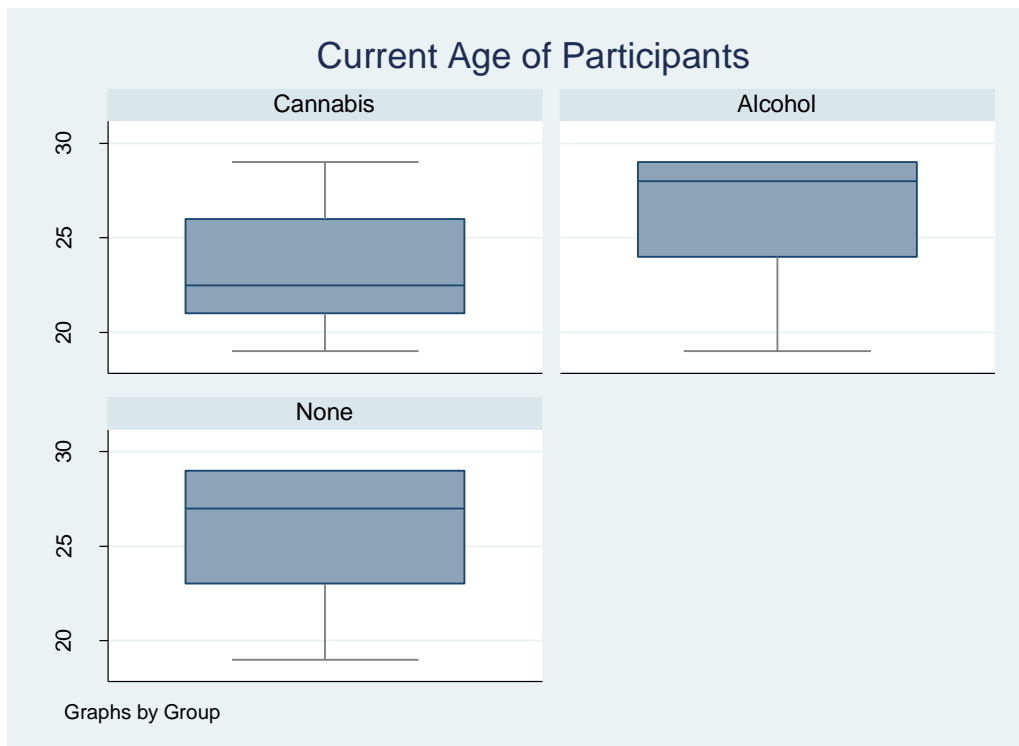 Current Age of Participants
Cannabis
Alcohol
30
25
20
None
30
25
20
Graphs by Group